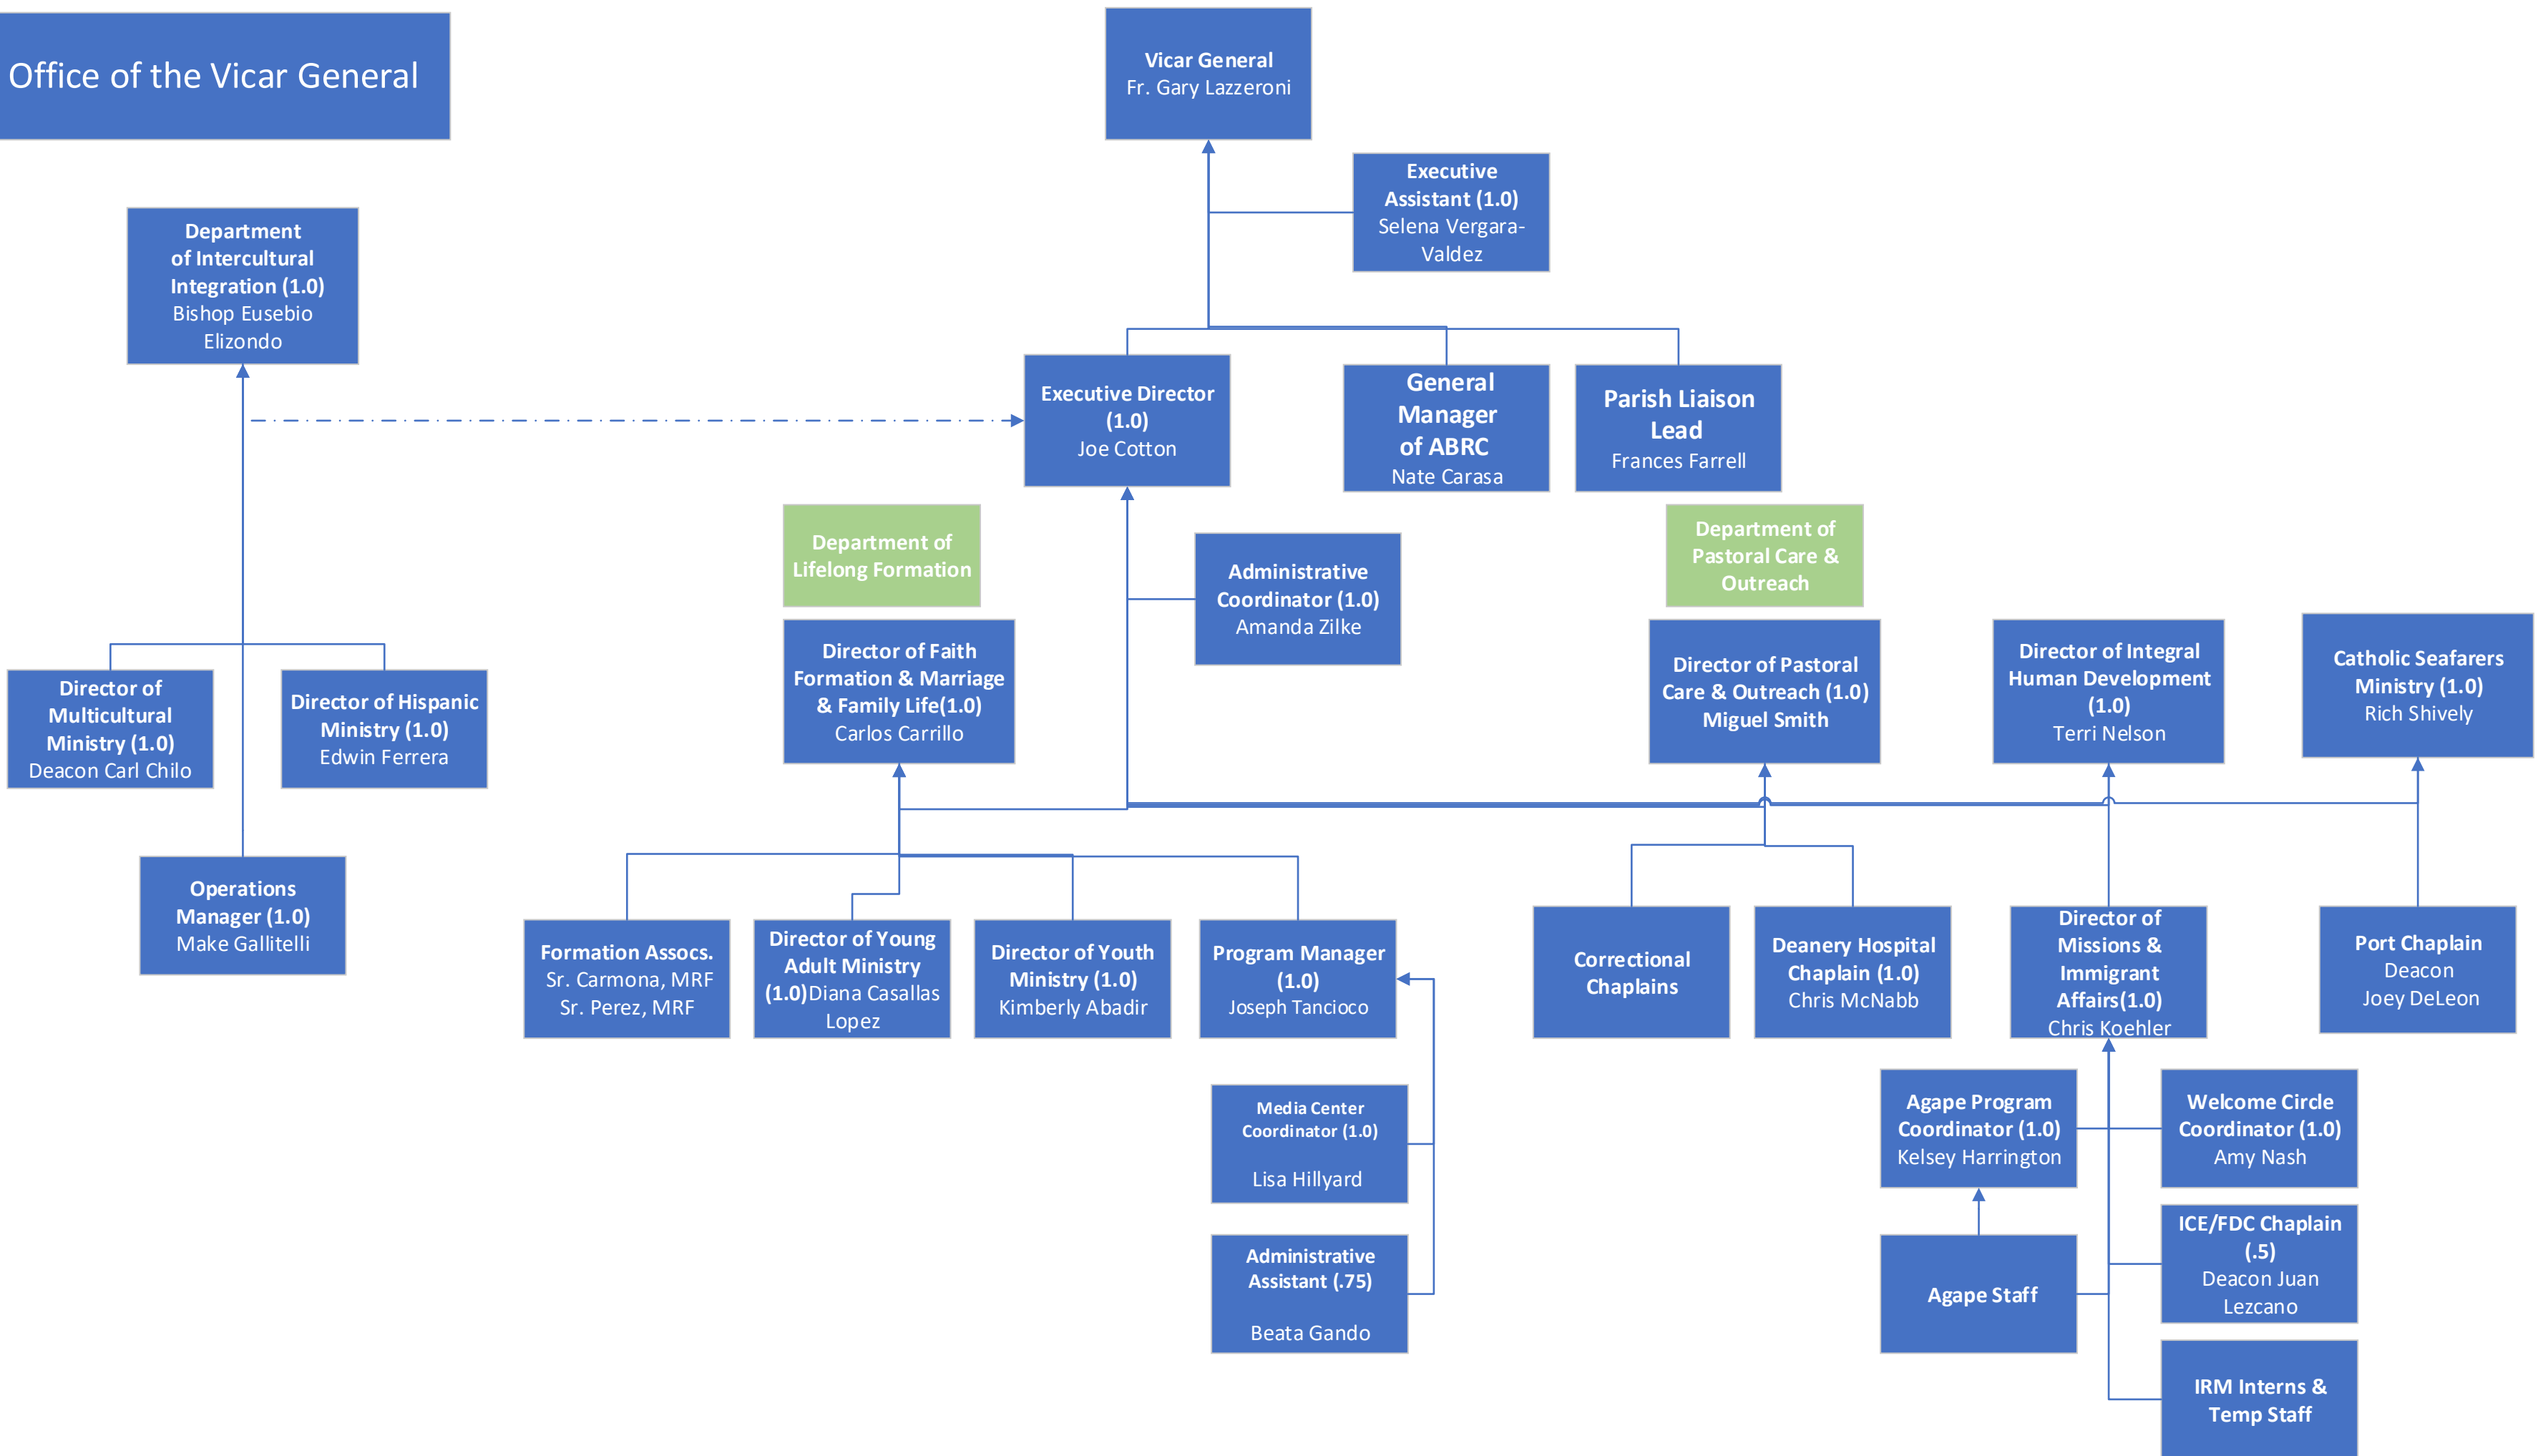 Office of the Vicar General
Vicar General
Fr. Gary Lazzeroni
Executive
Assistant (1.0)
Selena Vergara-
Valdez
Department
of Intercultural
Integration (1.0)
Bishop Eusebio
Elizondo
Executive Director
(1.0)
Joe Cotton
General
Manager
of ABRC
Nate Carasa
Parish Liaison
Lead
Frances Farrell
Department of
Lifelong Formation
Administrative
Coordinator (1.0)
Amanda Zilke
Department of
Pastoral Care &
Outreach
Director of
Multicultural
Ministry (1.0)
Deacon Carl Chilo
Director of Hispanic
Ministry (1.0)
Edwin Ferrera
Director of Faith
Formation & Marriage
& Family Life(1.0)
Carlos Carrillo
Director of Pastoral
Care & Outreach (1.0)
Miguel Smith
Director of Integral
Human Development
(1.0)
Terri Nelson
Catholic Seafarers
Ministry (1.0)
Rich Shively
Operations
Manager (1.0)
Make Gallitelli
Formation Assocs.
Sr. Carmona, MRF
Sr. Perez, MRF
Director of Young
Adult Ministry
(1.0)Diana Casallas
Lopez
Director of Youth
Ministry (1.0)
Kimberly Abadir
Program Manager
(1.0)
Joseph Tancioco
Correctional
Chaplains
Deanery Hospital
Chaplain (1.0)
Chris McNabb
Director of
Missions &
Immigrant
Affairs(1.0)
Chris Koehler
Port Chaplain
Deacon
Joey DeLeon
Media Center
Coordinator (1.0)
Lisa Hillyard
Agape Program
Coordinator (1.0)
Kelsey Harrington
Welcome Circle
Coordinator (1.0)
Amy Nash
Administrative
Assistant (.75)
Beata Gando
Agape Staff
ICE/FDC Chaplain
(.5)
Deacon Juan
Lezcano
IRM Interns &
Temp Staff